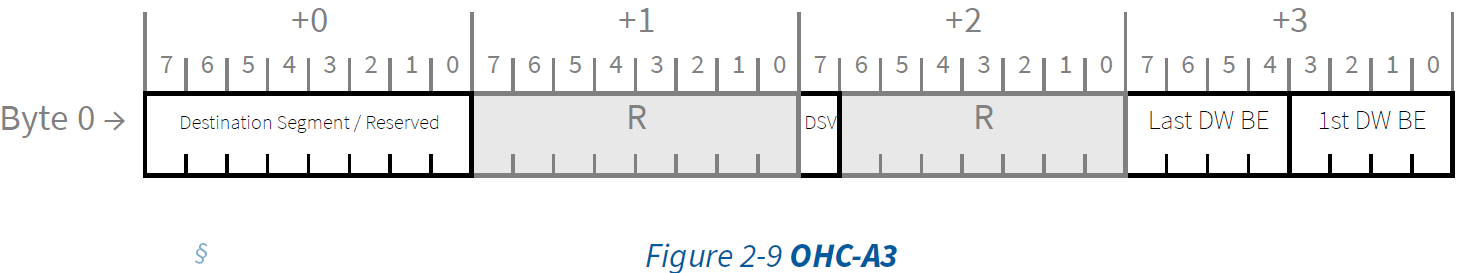 +0 +1 +2 +3
7 6 5 4 3 2 1 0 7 6 5 4 3 2 1 0 7 6 5 4 3 2 1 0 7 6 5 4 3 2 1 0
Byte 0 → Destination Segment / Reserved R DSV R Last DW BE 1st DW BE
§ Figure 2-9 OHC-A3